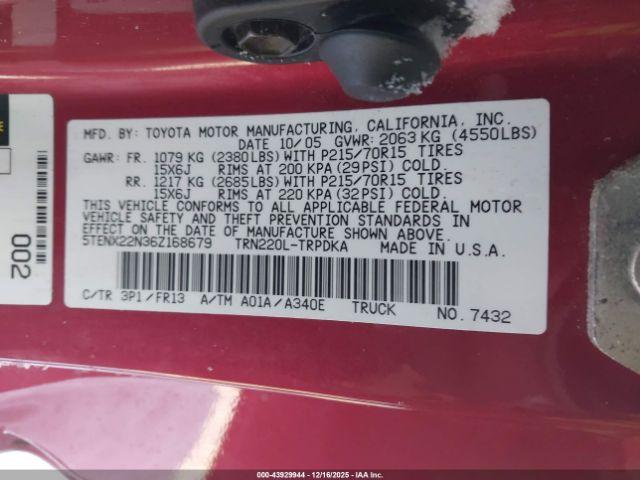 MFD. BY: TOYOTA MOTOR MANUFACTURING, CALIFORNIA, INC.
DATE 10/05 GVWR: 2063 KG (4550LBS)
GAWR: FR. 1079 KG (2380LBS) WITH P215/70R15 TIRES
15X6J RIMS AT 200 KPA (29PSI) COLD.
RR. 1217 KG (2685LBS) WITH P215/70R15 TIRES
15X6J RIMS AT 220 KPA (32PSI) COLD.
THIS VEHICLE CONFORMS TO ALL APPLICABLE FEDERAL MOTOR
VEHICLE SAFETY AND THEFT PREVENTION STANDARDS IN
EFFECT ON THE DATE OF MANUFACTURE SHOWN ABOVE.
5TENX22N36Z168679 TRN220L-TRPDKA MADE IN U.S.A.
C/TR 3P1/FR13 A/TM A01A/A340E TRUCK NO. 7432
002
000-43929944 - 12/16/2025 - IAA, Inc.